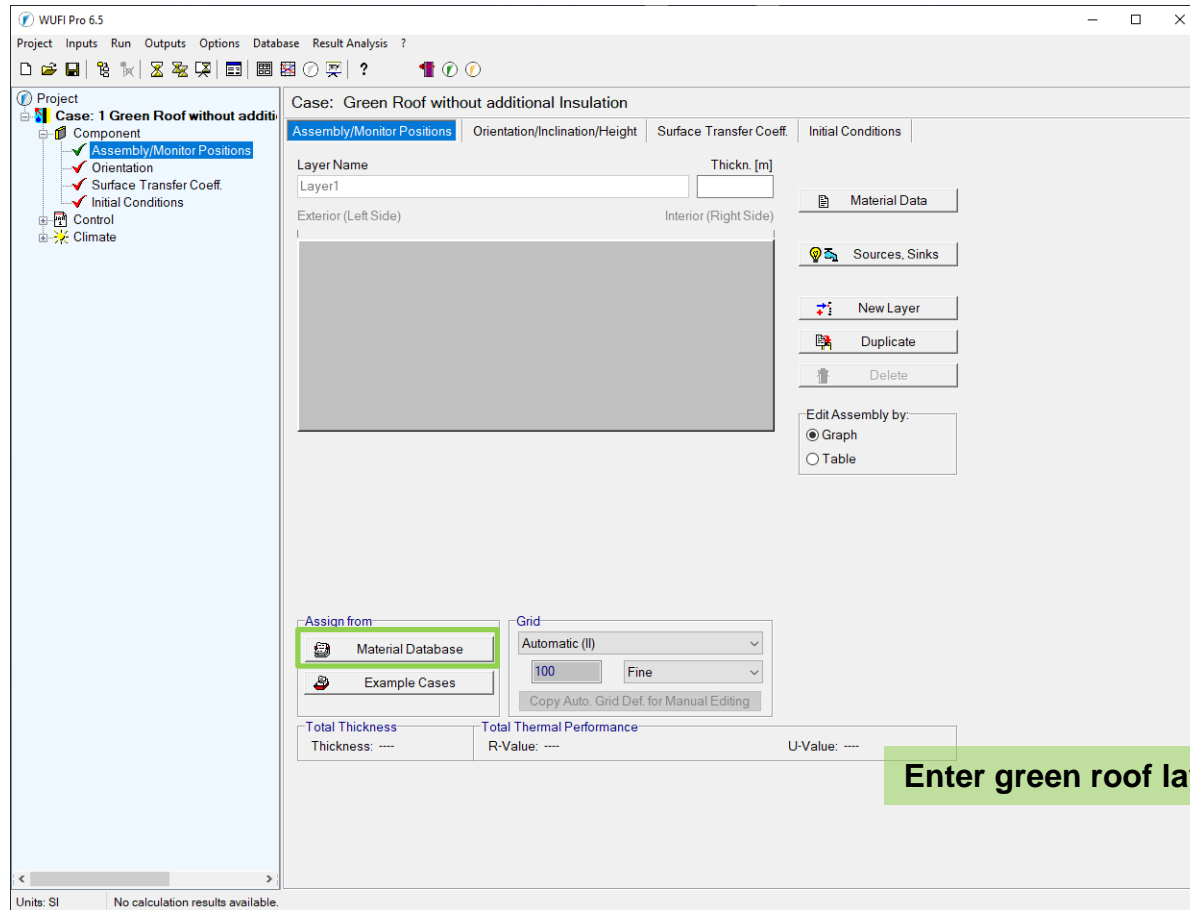 WUFI Pro 6.5
Project Inputs Run Outputs Options Database Result Analysis ?
Project
Case: 1 Green Roof without additi
Component
Assembly/Monitor Positions
Orientation
Surface Transfer Coeff.
Initial Conditions
Control
Climate
Case: Green Roof without additional Insulation
Assembly/Monitor Positions Orientation/Inclination/Height Surface Transfer Coeff. Initial Conditions
Layer Name Thickn. [m]
Layer1
Exterior (Left Side) Interior (Right Side)
Material Data
Sources, Sinks
New Layer
Duplicate
Delete
Edit Assembly by:
Graph
Table
Assign from
Material Database
Example Cases
Grid
Automatic (II)
100 Fine
Copy Auto. Grid Def. for Manual Editing
Total Thickness Total Thermal Performance
Thickness: ---- R-Value: ---- U-Value: ----
Enter green roof la
Units: SI No calculation results available.